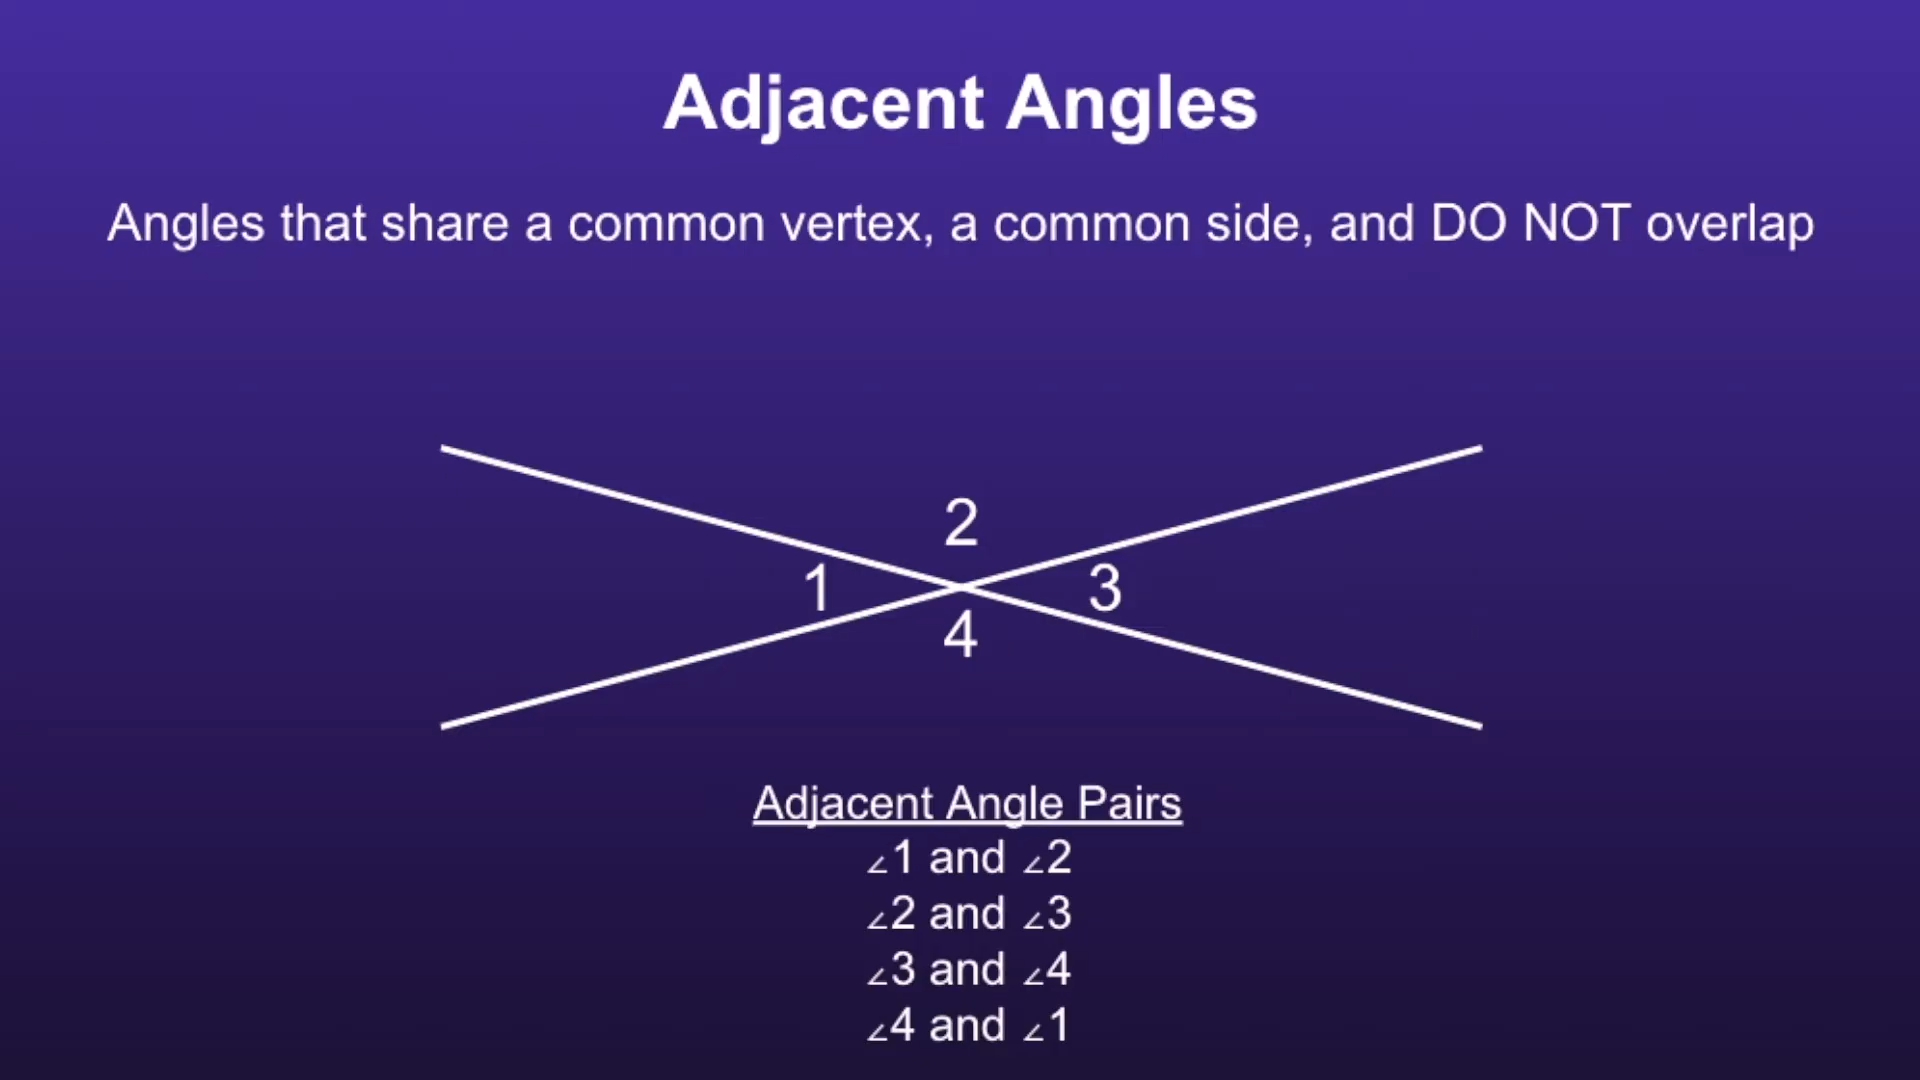 Adjacent Angles
Angles that share a common vertex, a common side, and DO NOT overlap
2
1
3
4
Adjacent Angle Pairs
∠1 and ∠2
∠2 and ∠3
∠3 and ∠4
∠4 and ∠1